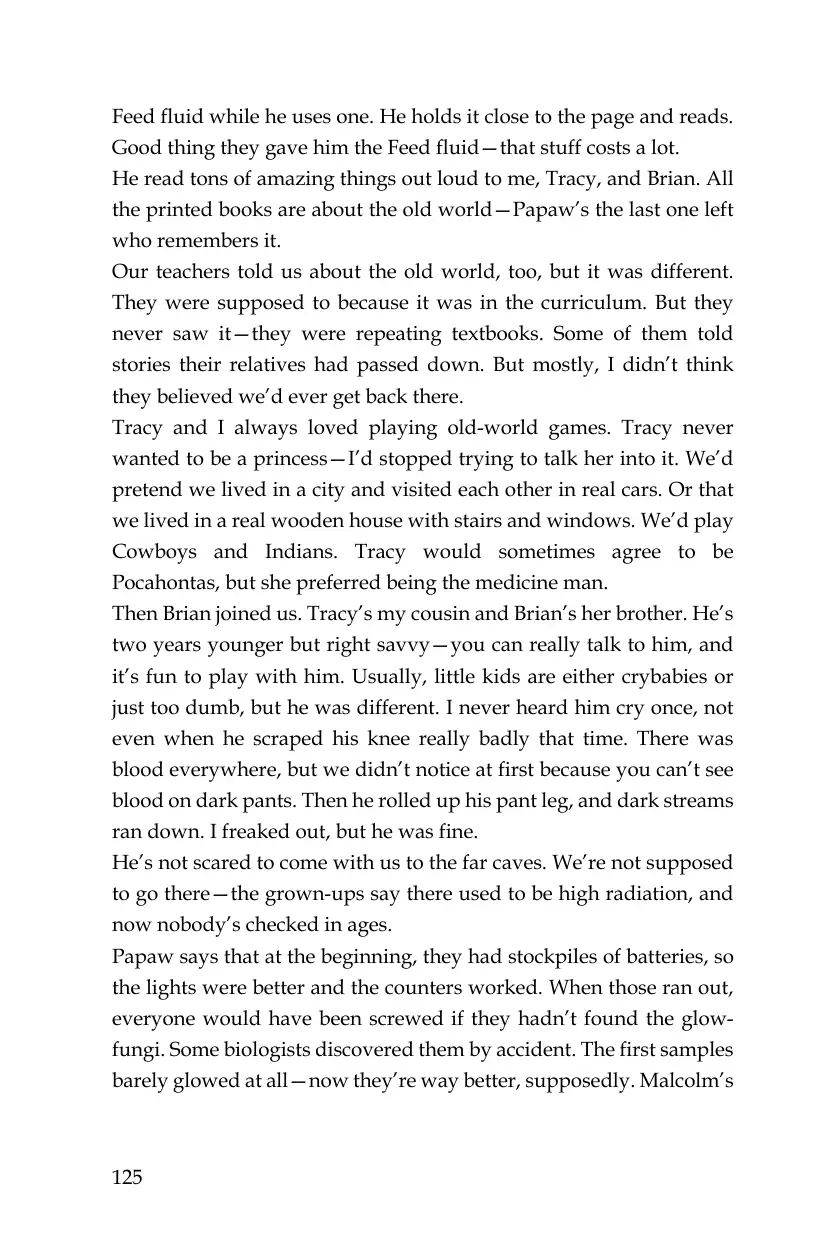 Feed fluid while he uses one. He holds it close to the page and reads.
Good thing they gave him the Feed fluid—that stuff costs a lot.
He read tons of amazing things out loud to me, Tracy, and Brian. All
the printed books are about the old world—Papaw’s the last one left
who remembers it.
Our teachers told us about the old world, too, but it was different.
They were supposed to because it was in the curriculum. But they
never saw it—they were repeating textbooks. Some of them told
stories their relatives had passed down. But mostly, I didn’t think
they believed we’d ever get back there.
Tracy and I always loved playing old-world games. Tracy never
wanted to be a princess—I’d stopped trying to talk her into it. We’d
pretend we lived in a city and visited each other in real cars. Or that
we lived in a real wooden house with stairs and windows. We’d play
Cowboys and Indians. Tracy would sometimes agree to be
Pocahontas, but she preferred being the medicine man.
Then Brian joined us. Tracy’s my cousin and Brian’s her brother. He’s
two years younger but right savvy—you can really talk to him, and
it’s fun to play with him. Usually, little kids are either crybabies or
just too dumb, but he was different. I never heard him cry once, not
even when he scraped his knee really badly that time. There was
blood everywhere, but we didn’t notice at first because you can’t see
blood on dark pants. Then he rolled up his pant leg, and dark streams
ran down. I freaked out, but he was fine.
He’s not scared to come with us to the far caves. We’re not supposed
to go there—the grown-ups say there used to be high radiation, and
now nobody’s checked in ages.
Papaw says that at the beginning, they had stockpiles of batteries, so
the lights were better and the counters worked. When those ran out,
everyone would have been screwed if they hadn’t found the glow-
fungi. Some biologists discovered them by accident. The first samples
barely glowed at all—now they’re way better, supposedly. Malcolm’s
125